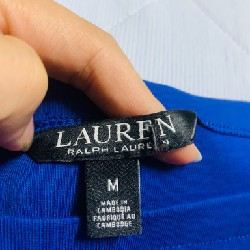 LAUREN
RALPH LAUREN
M
MADE IN
CAMBODIA
FABRIQUÉ AU
CAMBODGE